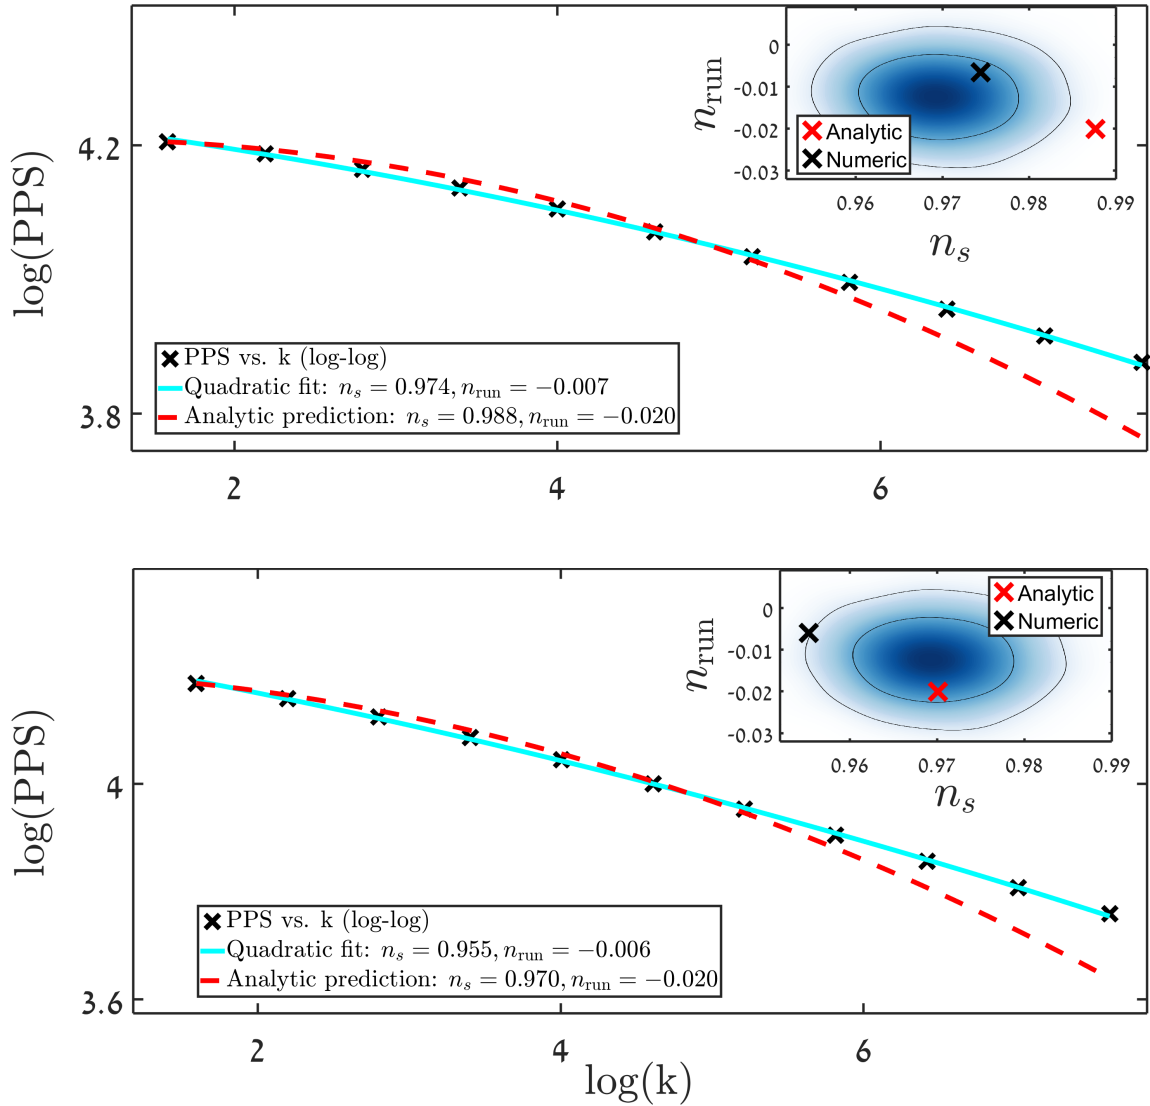 log(PPS)
4.2
3.8
2
4
6
PPS vs. k (log-log)
Quadratic fit: n_s = 0.974, n_run = −0.007
Analytic prediction: n_s = 0.988, n_run = −0.020
n_run
0
-0.01
-0.02
-0.03
Analytic
Numeric
0.96
0.97
0.98
0.99
n_s
log(PPS)
4
3.6
2
4
6
log(k)
PPS vs. k (log-log)
Quadratic fit: n_s = 0.955, n_run = −0.006
Analytic prediction: n_s = 0.970, n_run = −0.020
n_run
0
-0.01
-0.02
-0.03
Analytic
Numeric
0.96
0.97
0.98
0.99
n_s